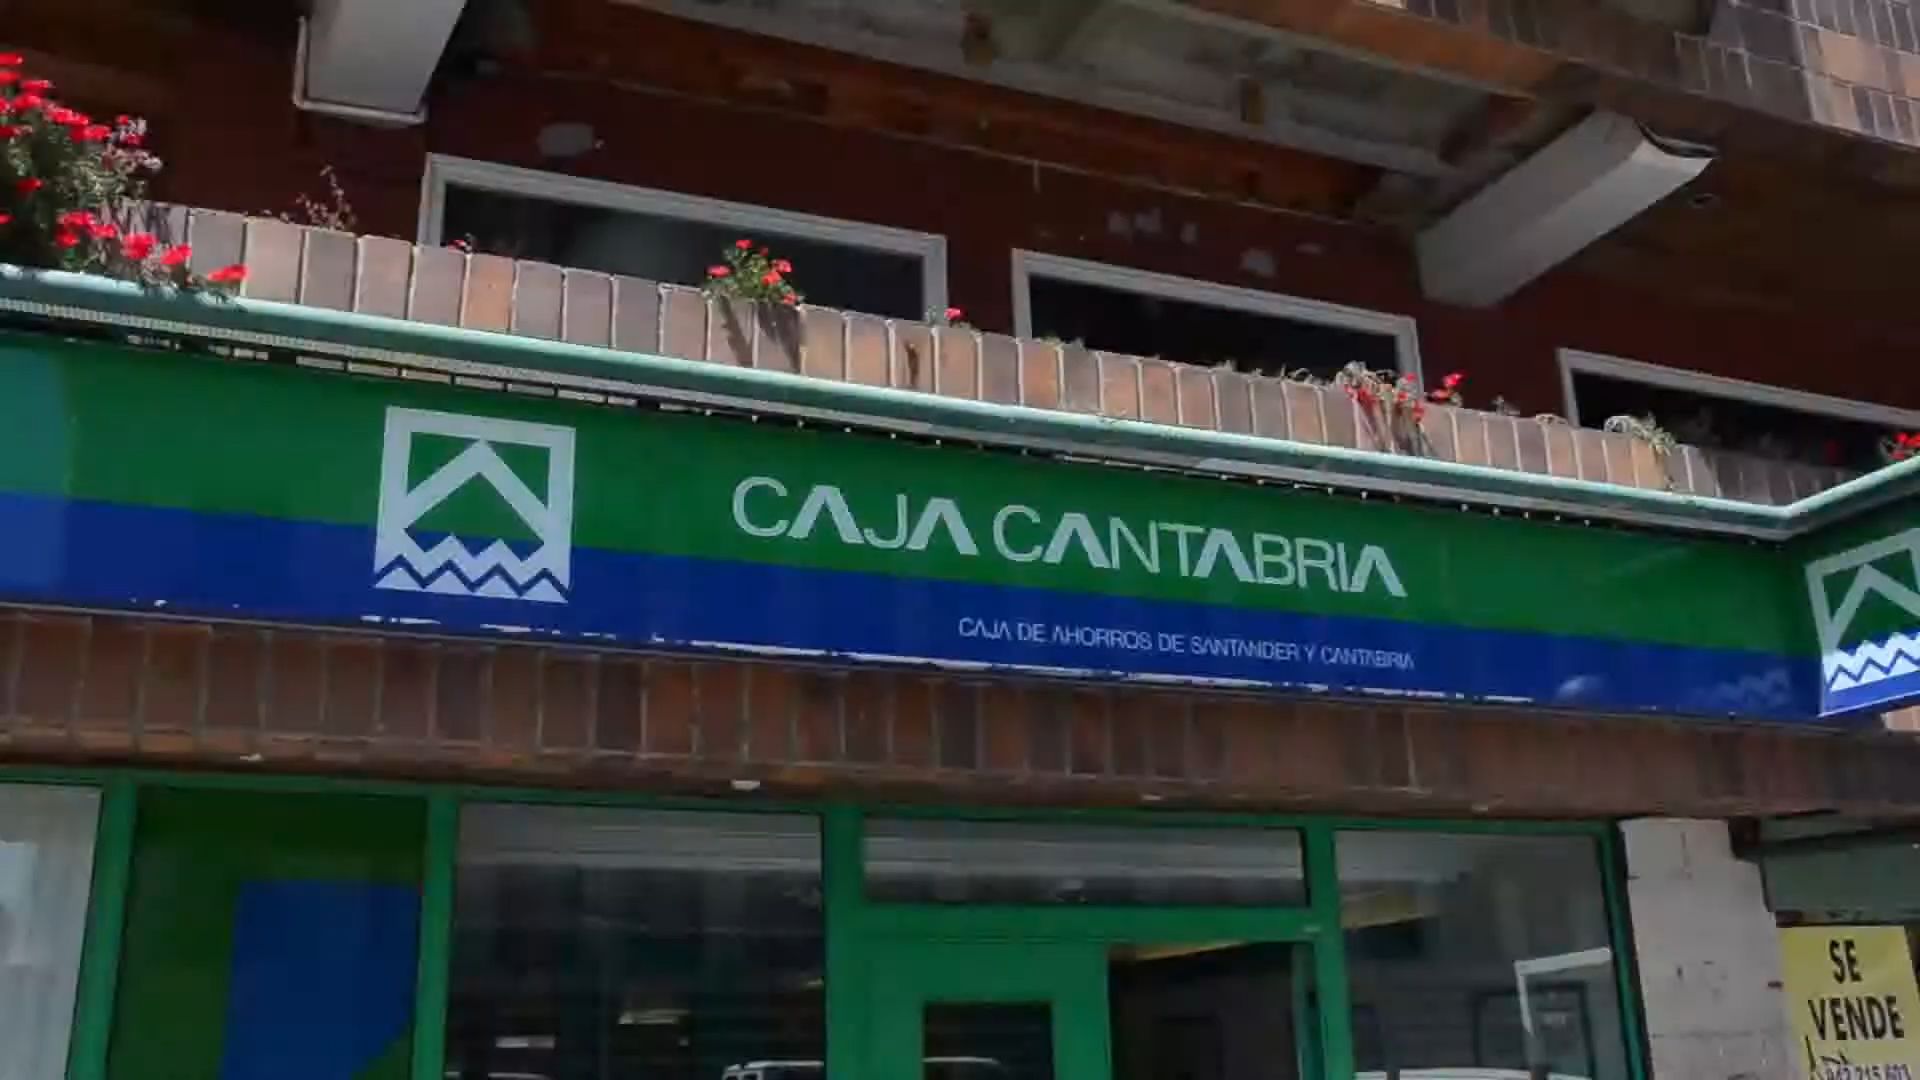 CAJA CANTABRIA
CAJA DE AHORROS DE SANTANDER Y CANTABRIA
SE
VENDE